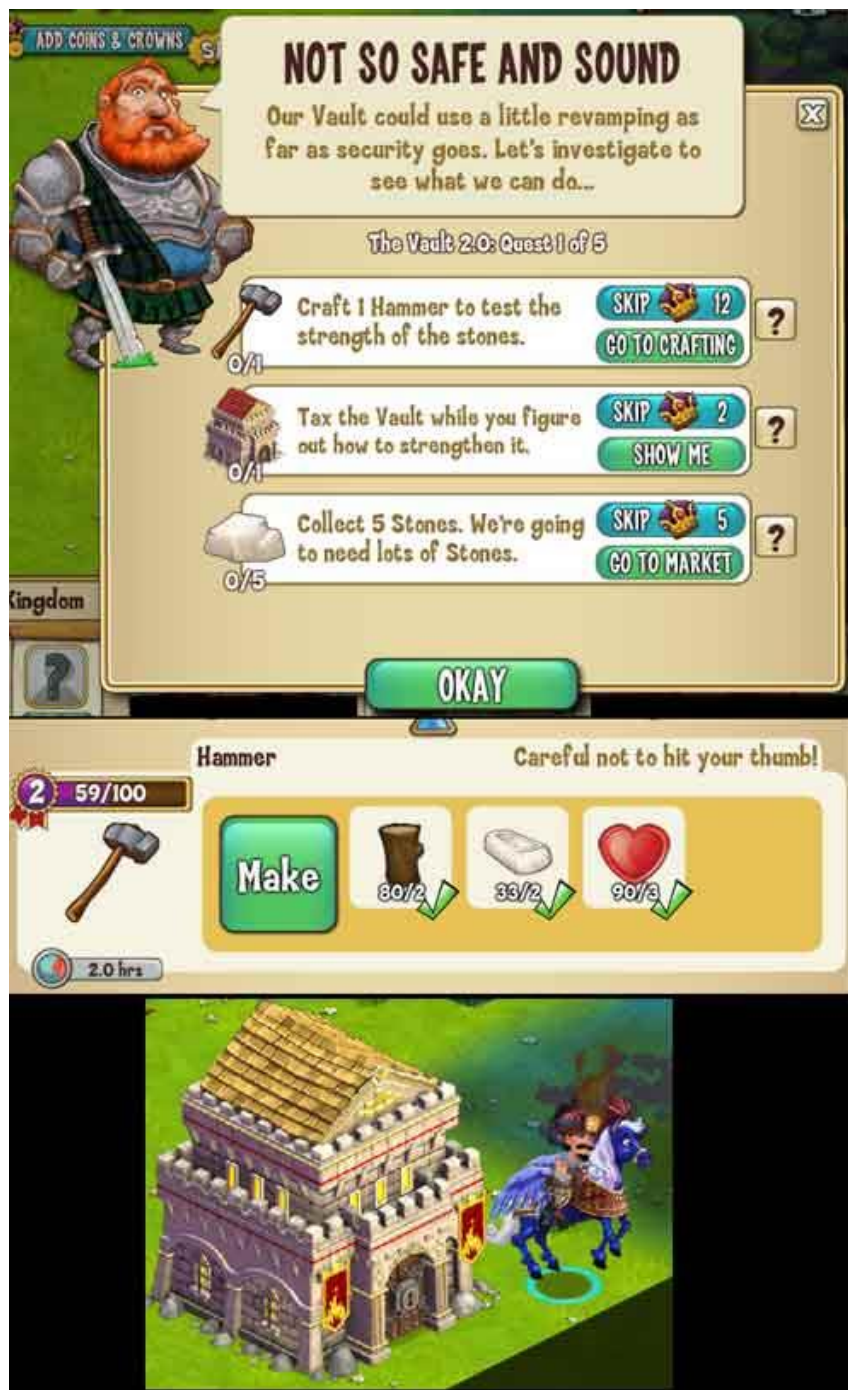 ADD COINS & CROWNS
NOT SO SAFE AND SOUND
Our Vault could use a little revamping as
far as security goes. Let's investigate to
see what we can do...
The Vault 2.0: Quest 1 of 5
Craft 1 Hammer to test the
strength of the stones.
0/1
SKIP 12
GO TO CRAFTING
?
Tax the Vault while you figure
out how to strengthen it.
0/1
SKIP 2
SHOW ME
?
Collect 5 Stones. We're going
to need lots of Stones.
0/5
SKIP 5
GO TO MARKET
?
Kingdom
?
OKAY
Hammer
Careful not to hit your thumb!
2 59/100
Make
80/2
33/2
90/3
2.0 hrs